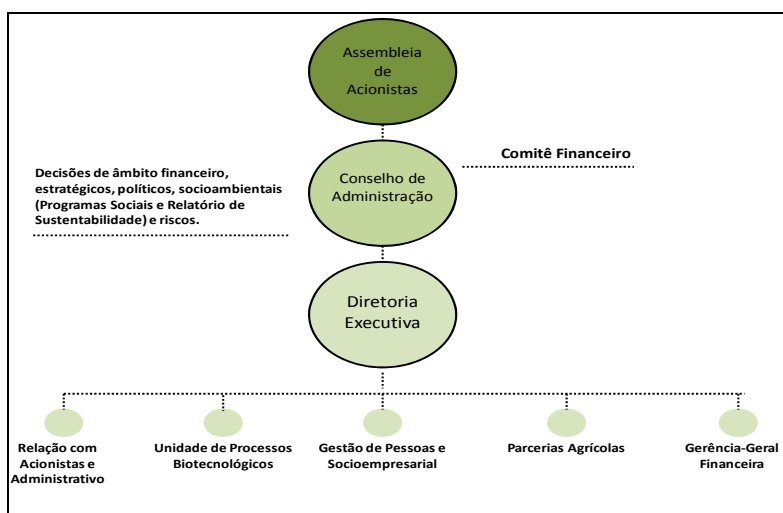 Assembleia
de
Acionistas
Comitê Financeiro
Decisões de âmbito financeiro,
estratégicos, políticos, socioambientais
(Programas Sociais e Relatório de
Sustentabilidade) e riscos.
Conselho de
Administração
Diretoria
Executiva
Relação com
Acionistas e
Administrativo
Unidade de Processos
Biotecnológicos
Gestão de Pessoas e
Socioempresarial
Parcerias Agrícolas
Gerência-Geral
Financeira